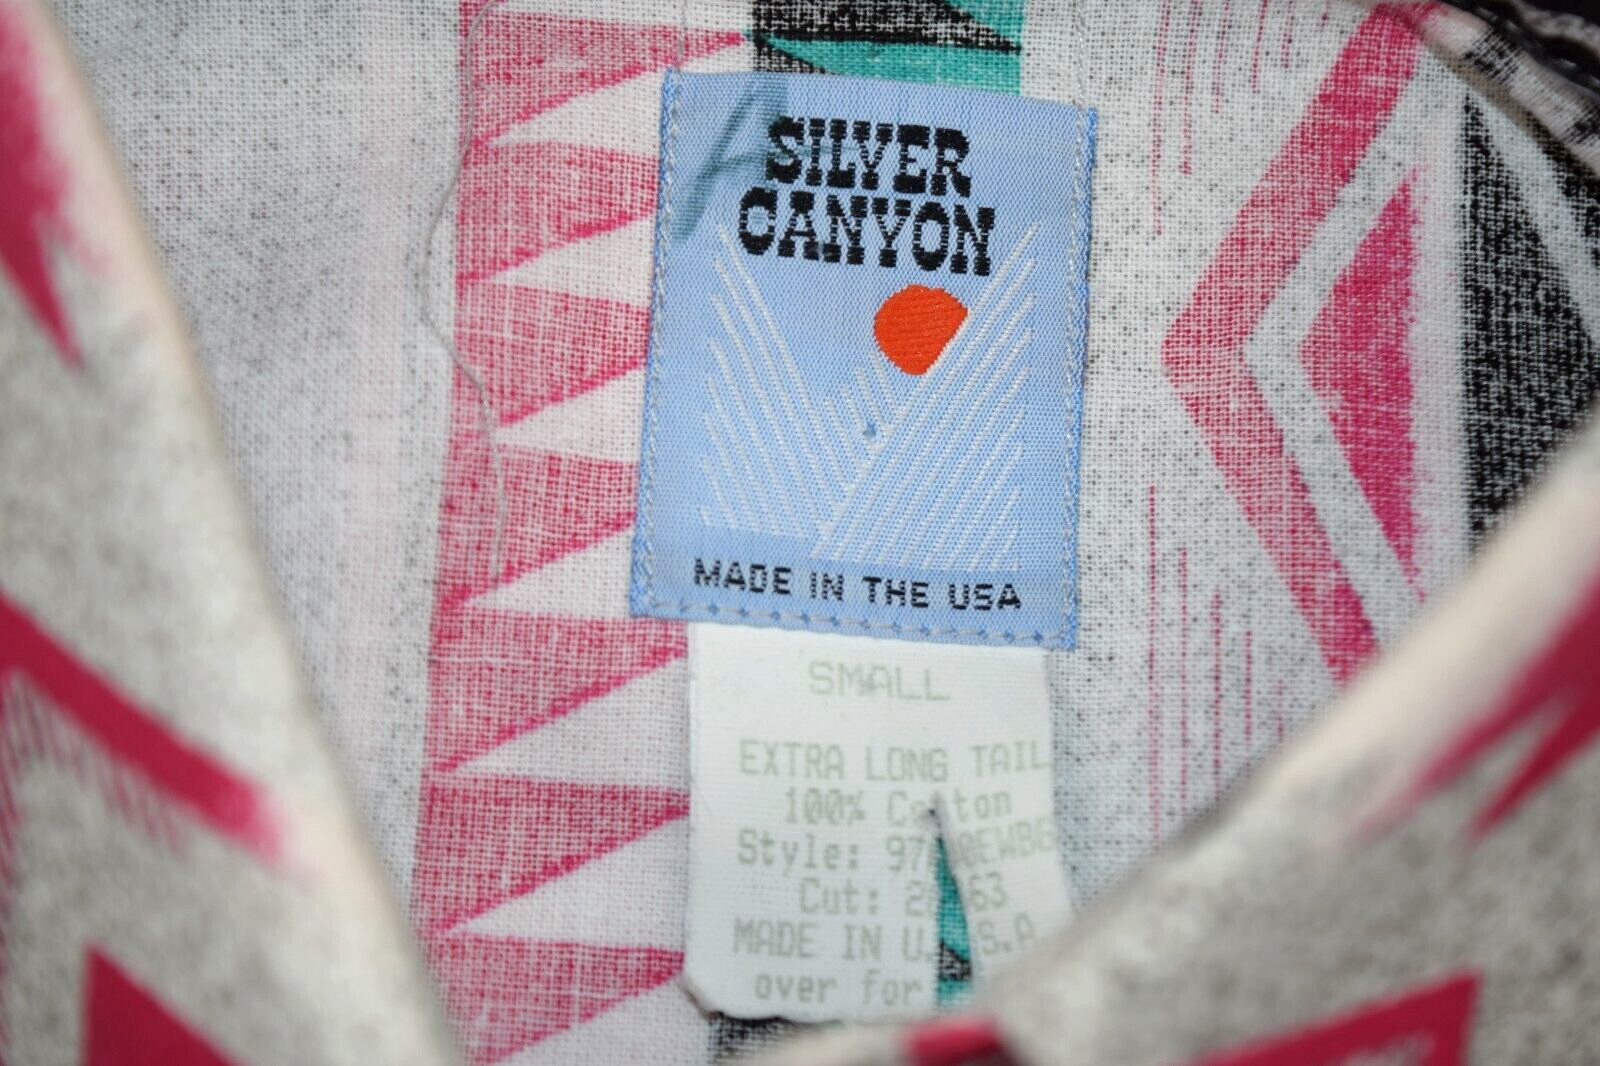 SILVER
CANYON
MADE IN THE USA
SMALL
EXTRA LONG TAIL
100% Cotton
Style:
Cut:
MADE IN U.S.A
over for